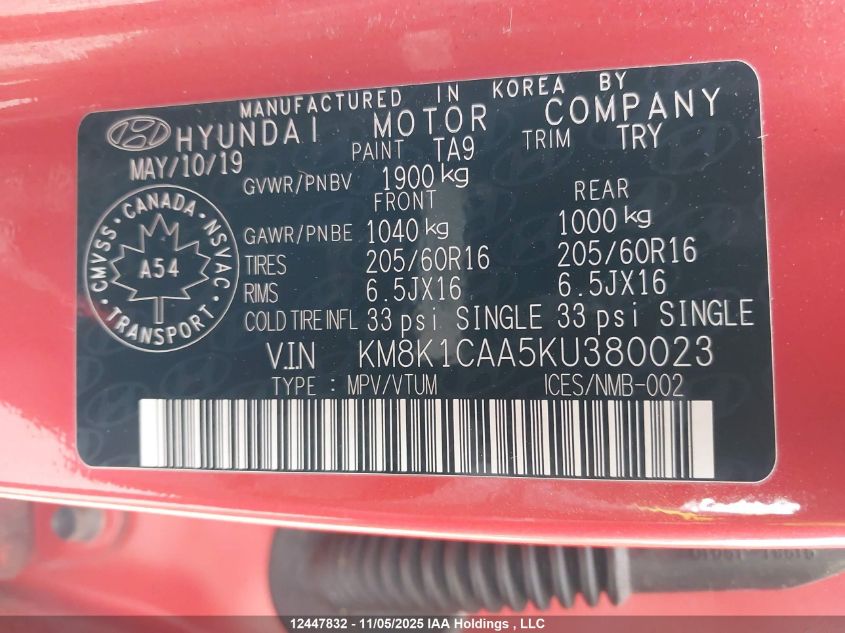 MANUFACTURED IN KOREA BY
HYUNDAI MOTOR COMPANY
MAY/10/19 PAINT TA9 TRIM TRY
GVWR/PNBV 1900 kg
FRONT REAR
GAWR/PNBE 1040 kg 1000 kg
TIRES 205/60R16 205/60R16
RIMS 6.5JX16 6.5JX16
COLD TIRE INFL 33 psi SINGLE 33 psi SINGLE
CMVSS · CANADA · NSVAC · TRANSPORT ·
A54
V.I.N KM8K1CAA5KU380023
TYPE : MPV/VTUM ICES/NMB-002
12447832 - 11/05/2025 IAA Holdings , LLC